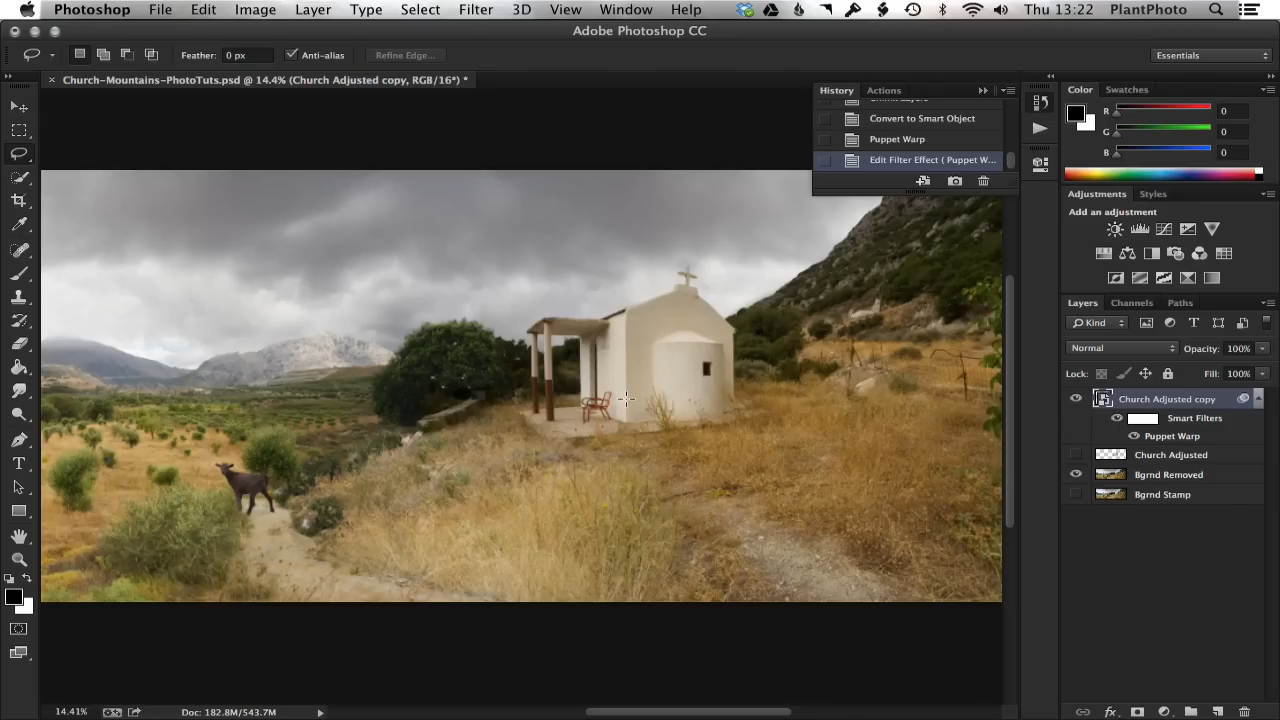 Photoshop File Edit Image Layer Type Select Filter 3D View Window Help Thu 13:22 PlantPhoto
Adobe Photoshop CC
Feather: 0 px Anti-alias Refine Edge... Essentials
Church-Mountains-PhotoTuts.psd @ 14.4% (Church Adjusted copy, RGB/16*) *
History Actions
Convert to Smart Object
Puppet Warp
Edit Filter Effect ( Puppet W...
Color Swatches
R 0
G 0
B 0
Adjustments Styles
Add an adjustment
Layers Channels Paths
Kind
Normal Opacity: 100%
Lock: Fill: 100%
Church Adjusted copy
Smart Filters
Puppet Warp
Church Adjusted
Bgrnd Removed
Bgrnd Stamp
14.41% Doc: 182.8M/543.7M